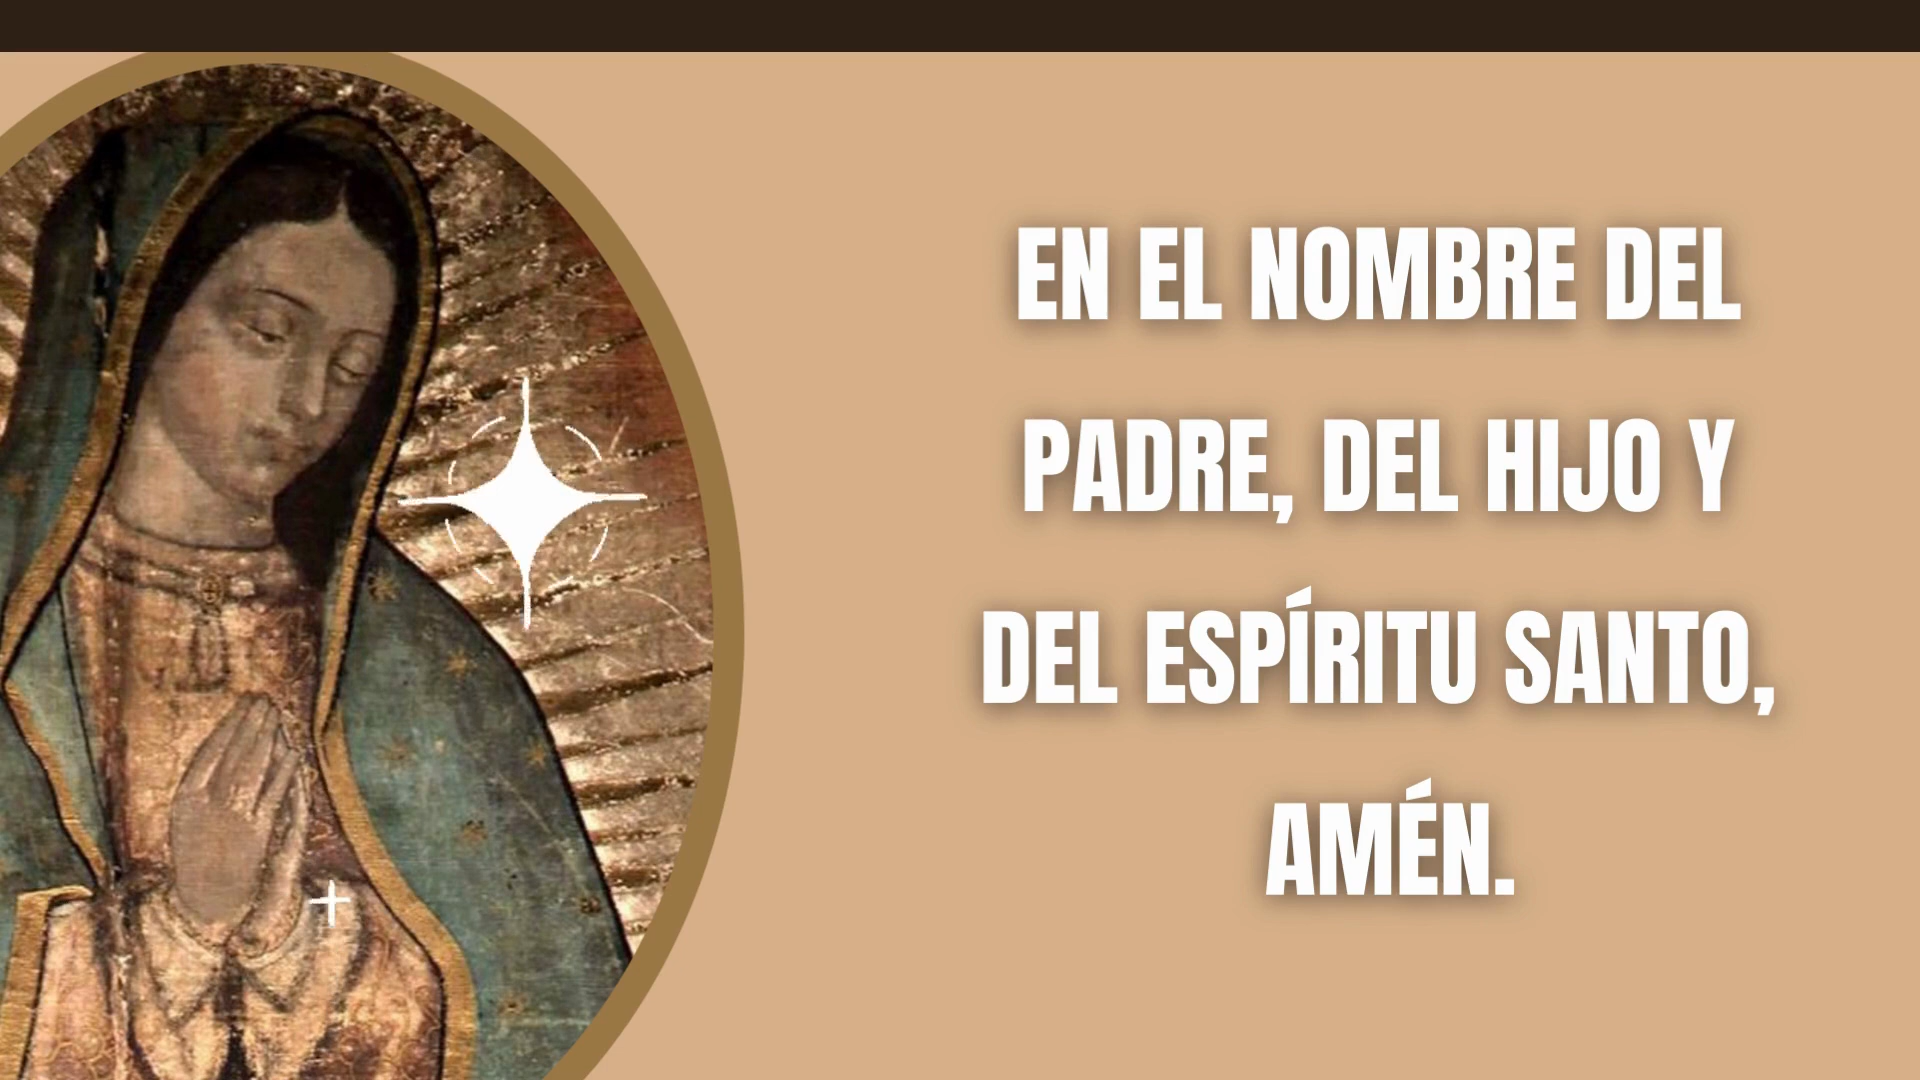 EN EL NOMBRE DEL
PADRE, DEL HIJO Y
DEL ESPÍRITU SANTO,
AMÉN.